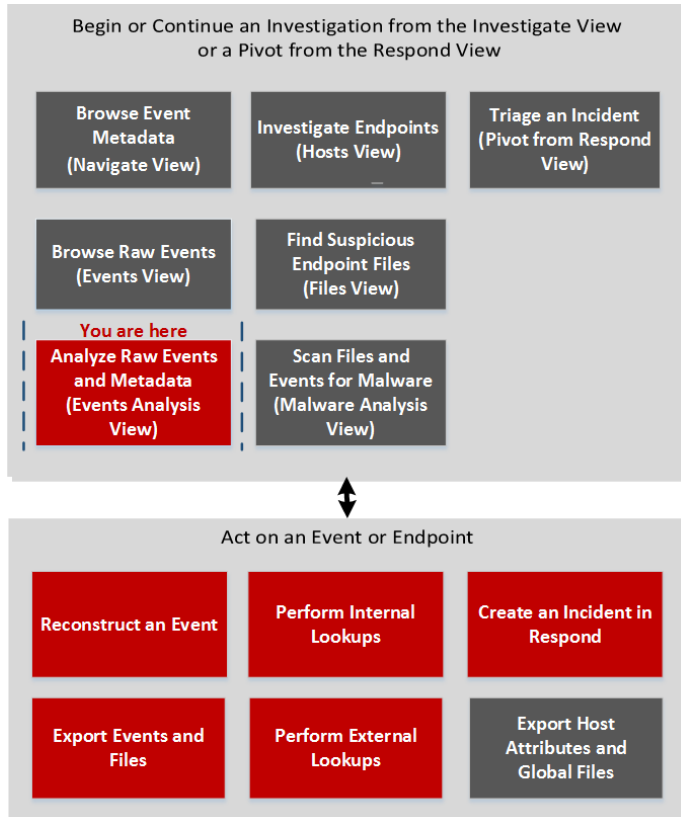 Begin or Continue an Investigation from the Investigate View
or a Pivot from the Respond View
Browse Event
Metadata
(Navigate View)
Investigate Endpoints
(Hosts View)
Triage an Incident
(Pivot from Respond
View)
Browse Raw Events
(Events View)
Find Suspicious
Endpoint Files
(Files View)
You are here
Analyze Raw Events
and Metadata
(Events Analysis
View)
Scan Files and
Events for Malware
(Malware Analysis
View)
Act on an Event or Endpoint
Reconstruct an Event
Perform Internal
Lookups
Create an Incident in
Respond
Export Events and
Files
Perform External
Lookups
Export Host
Attributes and
Global Files